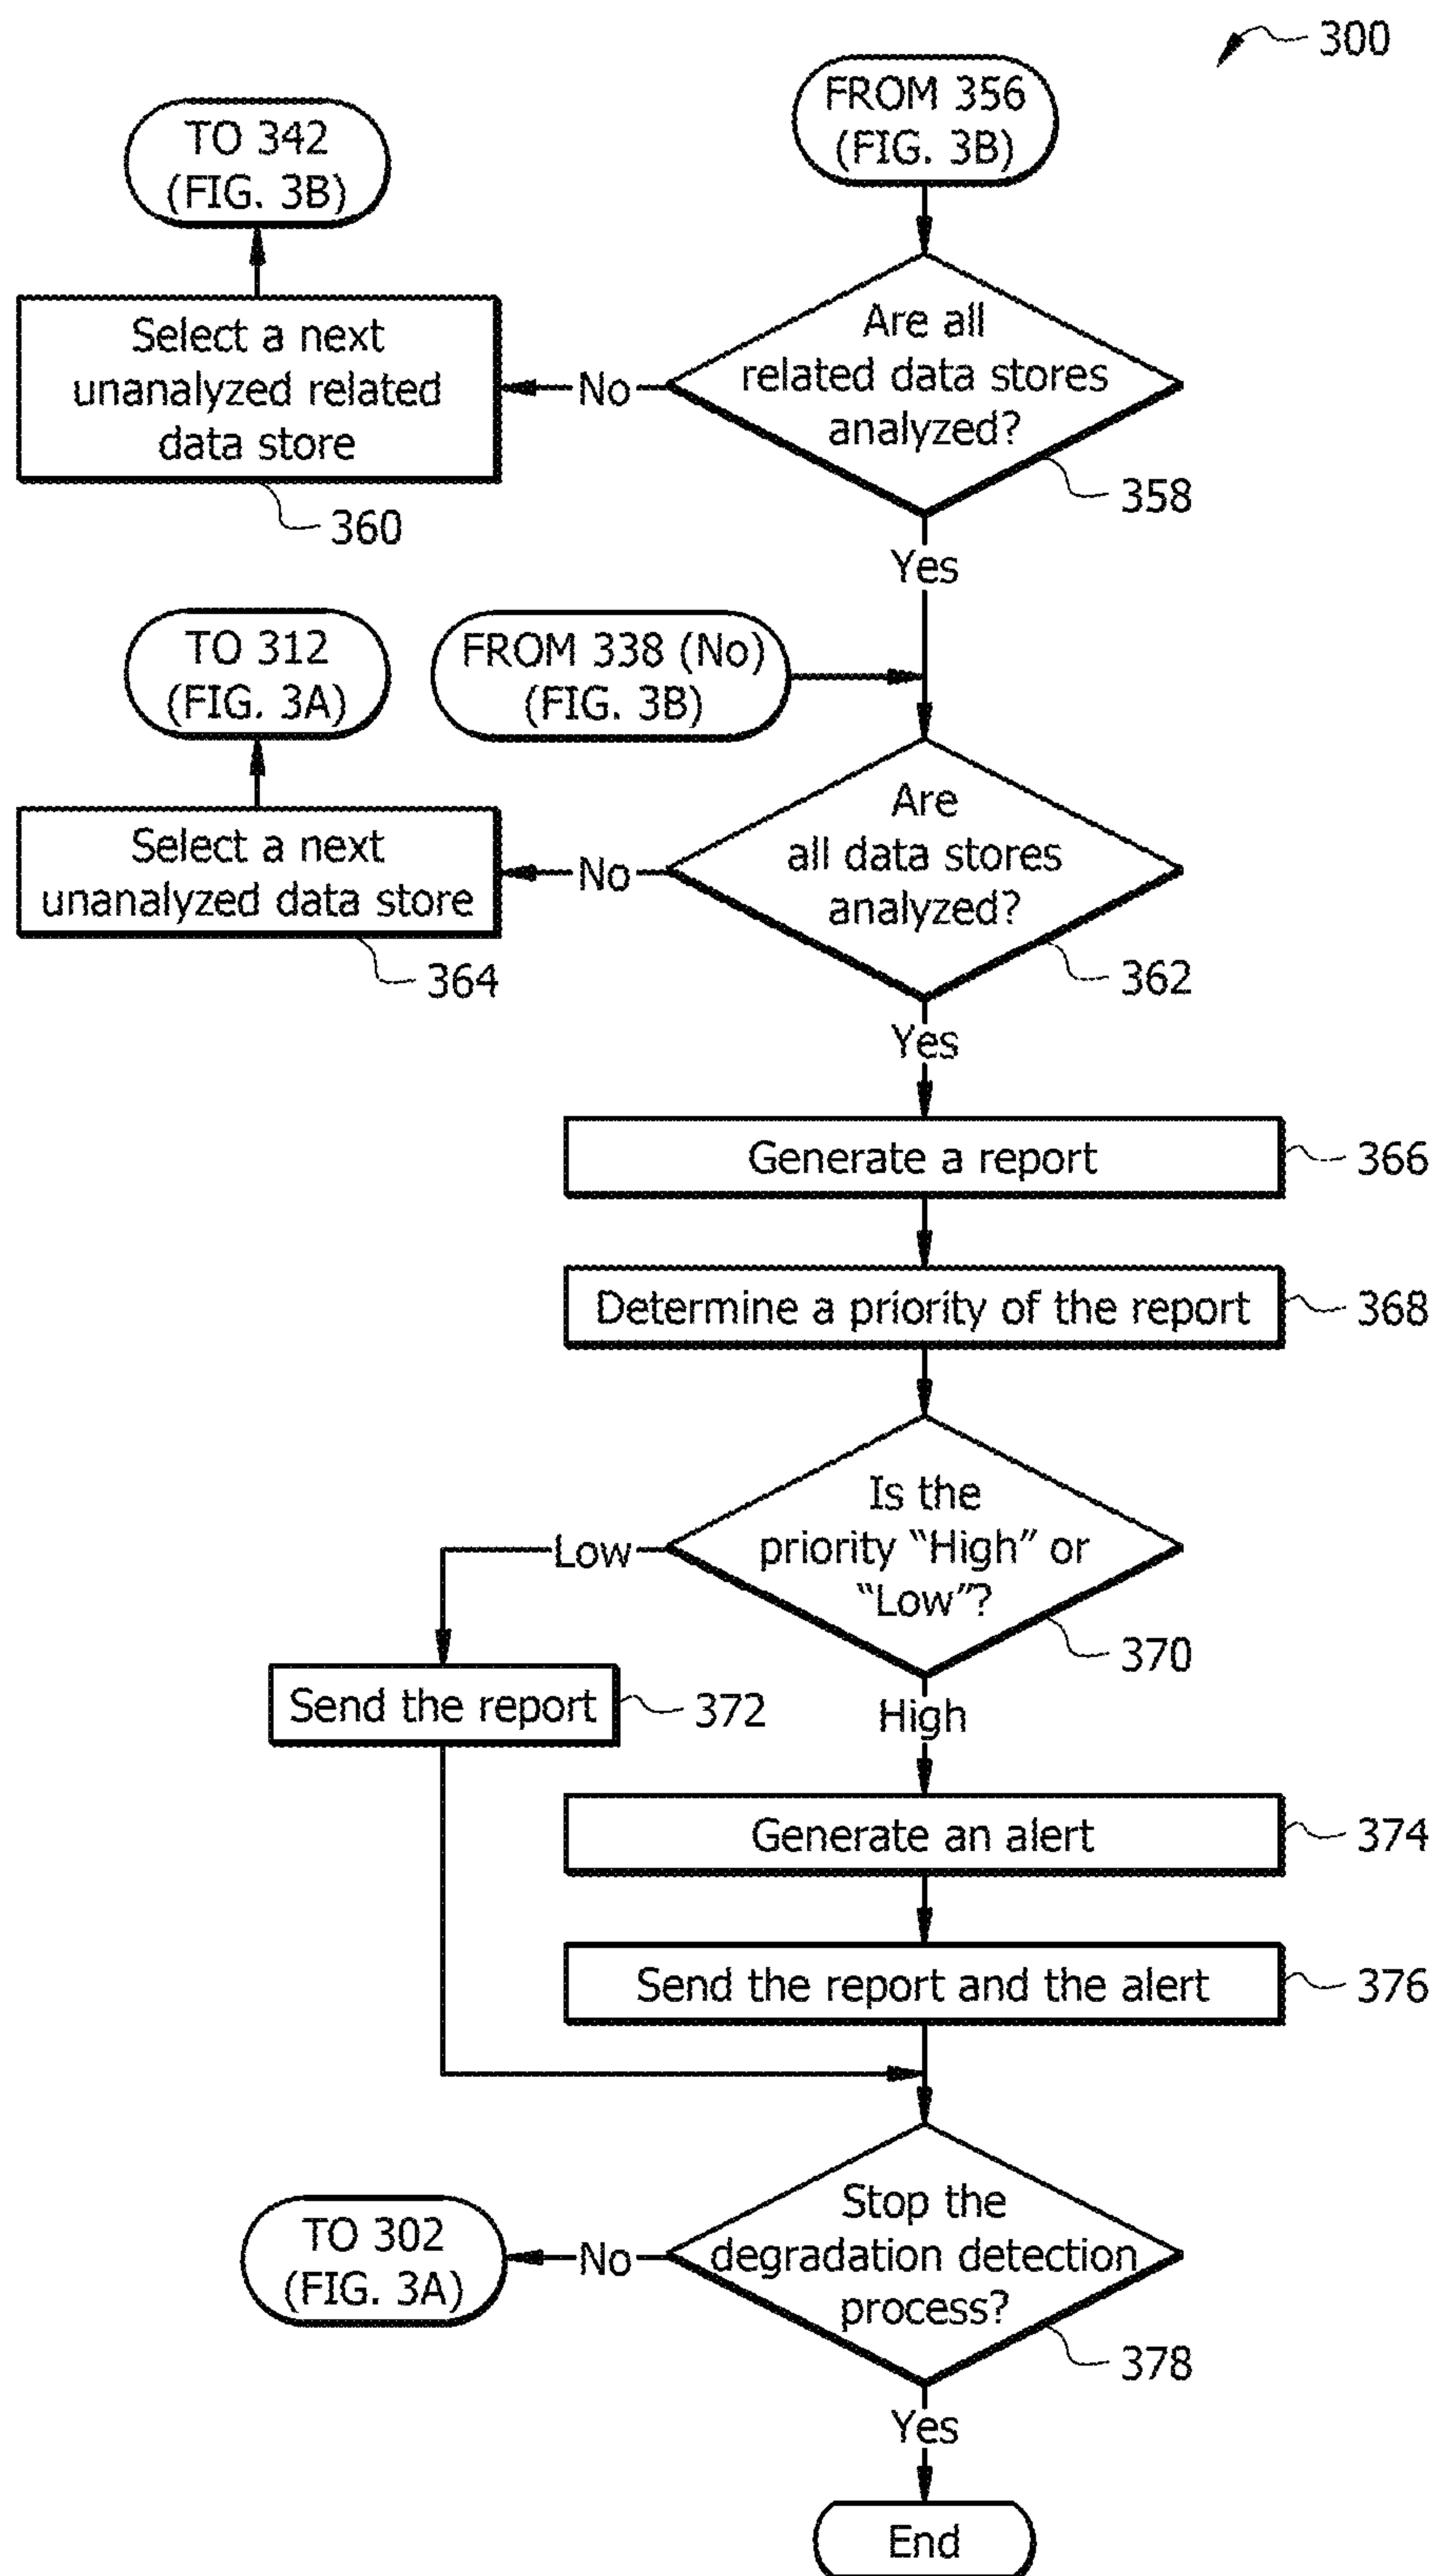 300
FROM 356
(FIG. 3B)
TO 342
(FIG. 3B)
Are all
related data stores
analyzed?
358
No
Select a next
unanalyzed related
data store
360
Yes
FROM 338 (No)
(FIG. 3B)
TO 312
(FIG. 3A)
Are
all data stores
analyzed?
362
No
Select a next
unanalyzed data store
364
Yes
Generate a report
366
Determine a priority of the report
368
Is the
priority “High” or
“Low”?
370
Low
Send the report
372
High
Generate an alert
374
Send the report and the alert
376
Stop the
degradation detection
process?
378
No
TO 302
(FIG. 3A)
Yes
End